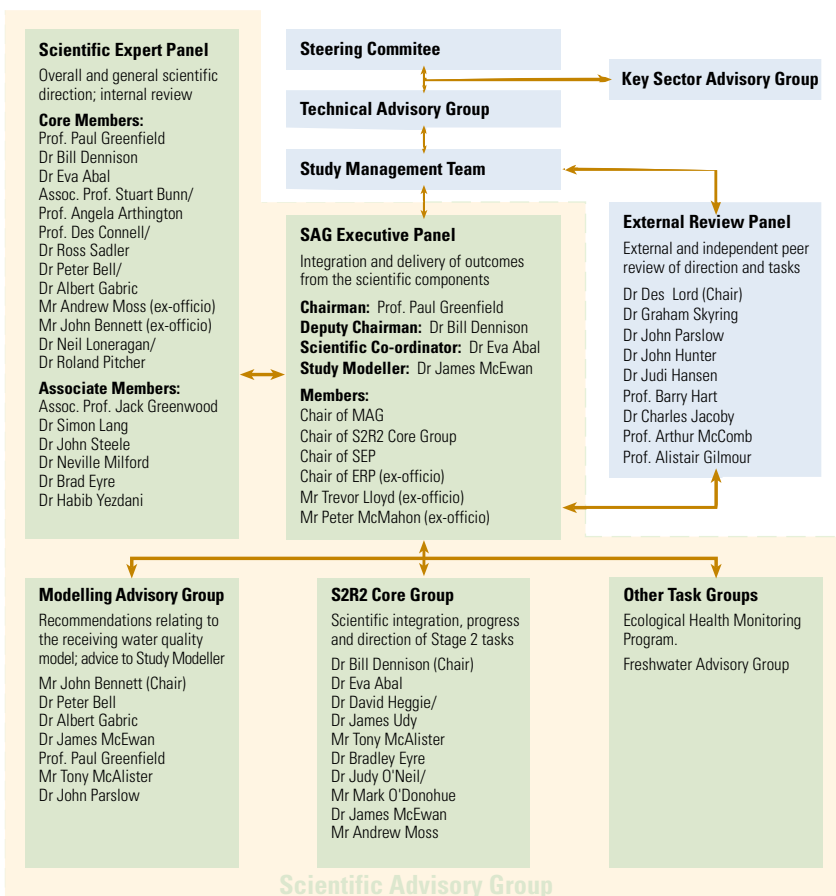 Scientific Expert Panel
Overall and general scientific
direction; internal review
Core Members:
Prof. Paul Greenfield
Dr Bill Dennison
Dr Eva Abal
Assoc. Prof. Stuart Bunn/
Prof. Angela Arthington
Prof. Des Connell/
Dr Ross Sadler
Dr Peter Bell/
Dr Albert Gabric
Mr Andrew Moss (ex-officio)
Mr John Bennett (ex-officio)
Dr Neil Loneragan/
Dr Roland Pitcher
Associate Members:
Assoc. Prof. Jack Greenwood
Dr Simon Lang
Dr John Steele
Dr Neville Milford
Dr Brad Eyre
Dr Habib Yezdani
Steering Commitee
Key Sector Advisory Group
Technical Advisory Group
Study Management Team
SAG Executive Panel
Integration and delivery of outcomes
from the scientific components
Chairman: Prof. Paul Greenfield
Deputy Chairman: Dr Bill Dennison
Scientific Co-ordinator: Dr Eva Abal
Study Modeller: Dr James McEwan
Members:
Chair of MAG
Chair of S2R2 Core Group
Chair of SEP
Chair of ERP (ex-officio)
Mr Trevor Lloyd (ex-officio)
Mr Peter McMahon (ex-officio)
External Review Panel
External and independent peer
review of direction and tasks
Dr Des Lord (Chair)
Dr Graham Skyring
Dr John Parslow
Dr John Hunter
Dr Judi Hansen
Prof. Barry Hart
Dr Charles Jacoby
Prof. Arthur McComb
Prof. Alistair Gilmour
Modelling Advisory Group
Recommendations relating to
the receiving water quality
model; advice to Study Modeller
Mr John Bennett (Chair)
Dr Peter Bell
Dr Albert Gabric
Dr James McEwan
Prof. Paul Greenfield
Mr Tony McAlister
Dr John Parslow
S2R2 Core Group
Scientific integration, progress
and direction of Stage 2 tasks
Dr Bill Dennison (Chair)
Dr Eva Abal
Dr David Heggie/
Dr James Udy
Mr Tony McAlister
Dr Bradley Eyre
Dr Judy O'Neil/
Mr Mark O'Donohue
Dr James McEwan
Mr Andrew Moss
Other Task Groups
Ecological Health Monitoring
Program.
Freshwater Advisory Group
Scientific Advisory Group